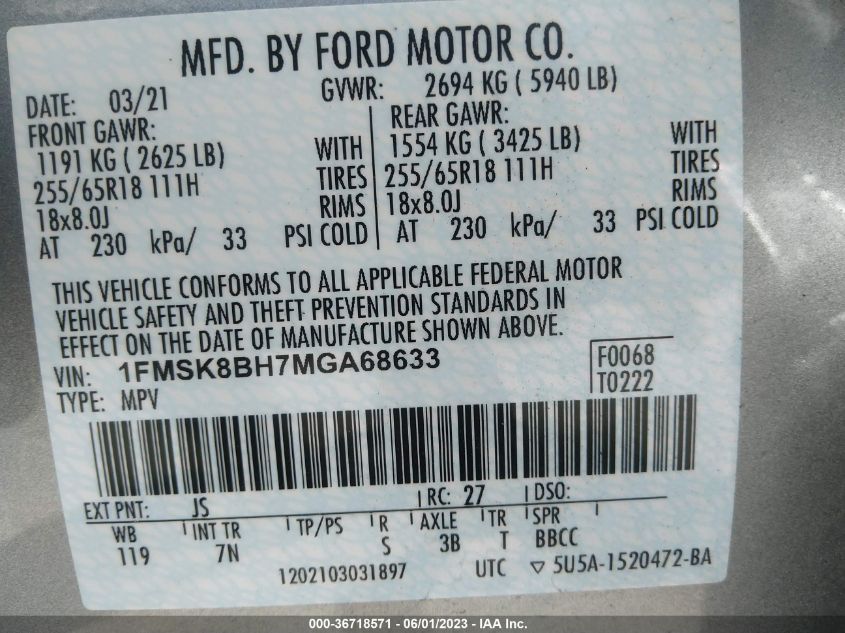 MFD. BY FORD MOTOR CO.
DATE: 03/21 GVWR: 2694 KG ( 5940 LB)
FRONT GAWR: REAR GAWR:
1191 KG ( 2625 LB) WITH 1554 KG ( 3425 LB) WITH
255/65R18 111H TIRES 255/65R18 111H TIRES
18x8.0J RIMS 18x8.0J RIMS
AT 230 kPa/ 33 PSI COLD AT 230 kPa/ 33 PSI COLD
THIS VEHICLE CONFORMS TO ALL APPLICABLE FEDERAL MOTOR
VEHICLE SAFETY AND THEFT PREVENTION STANDARDS IN
EFFECT ON THE DATE OF MANUFACTURE SHOWN ABOVE.
VIN: 1FMSK8BH7MGA68633 F0068
TYPE: MPV T0222
EXT PNT: JS RC: 27 DSO:
WB INT TR TP/PS R AXLE TR SPR
119 7N S 3B T BBCC
1202103031897 UTC ▽ 5U5A-1520472-BA
000-36718571 - 06/01/2023 - IAA Inc.